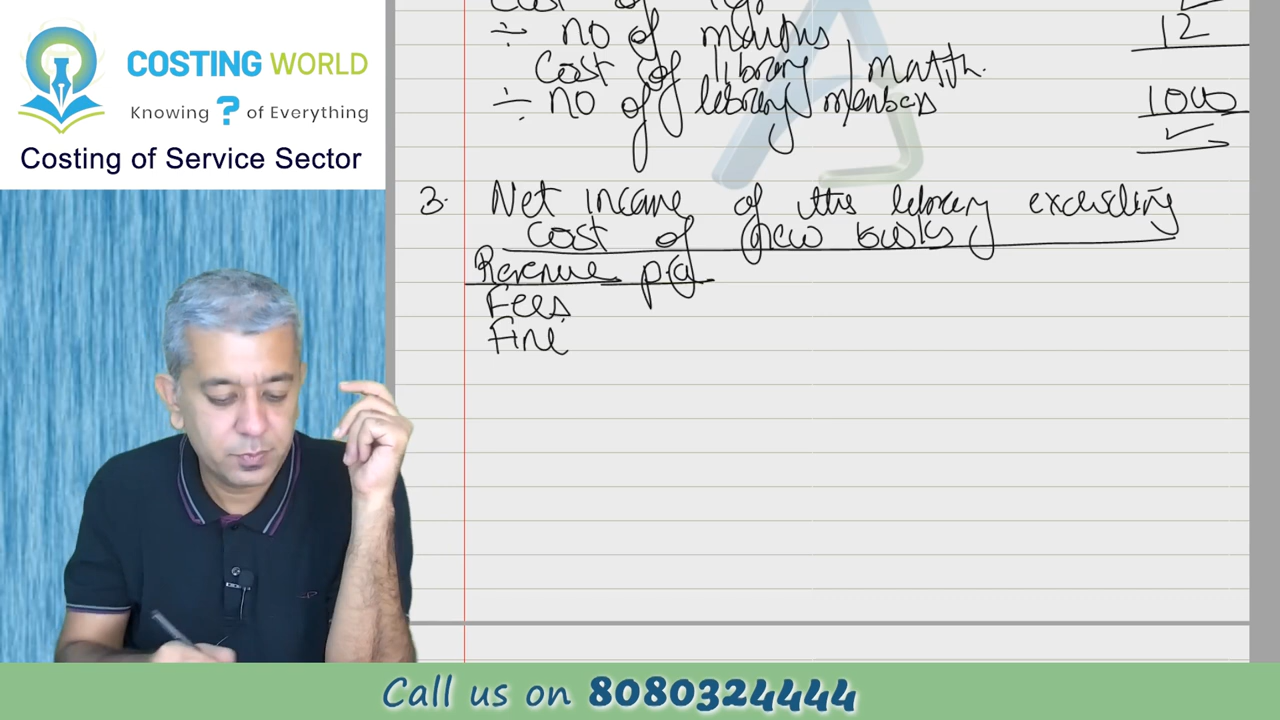 COSTING WORLD
Knowing ? of Everything
Costing of Service Sector
Cost of
÷ no of months 12
Cost of library / month.
÷ no of library members 1000
3. Net income of the library excluding
cost of new books
Revenue p.a
Fees
Fine
Call us on 8080324444